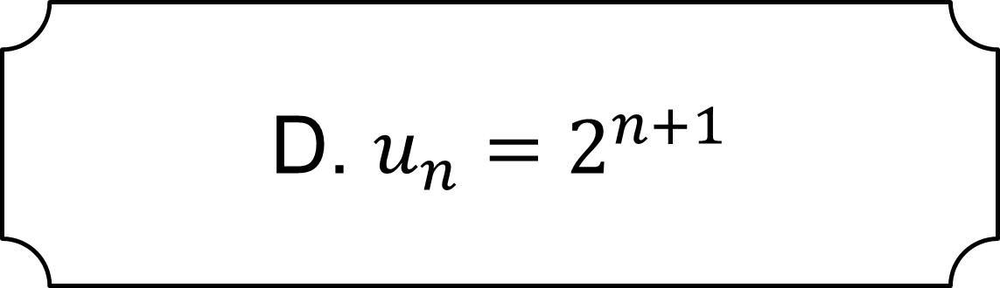 D. uₙ = 2ⁿ⁺¹